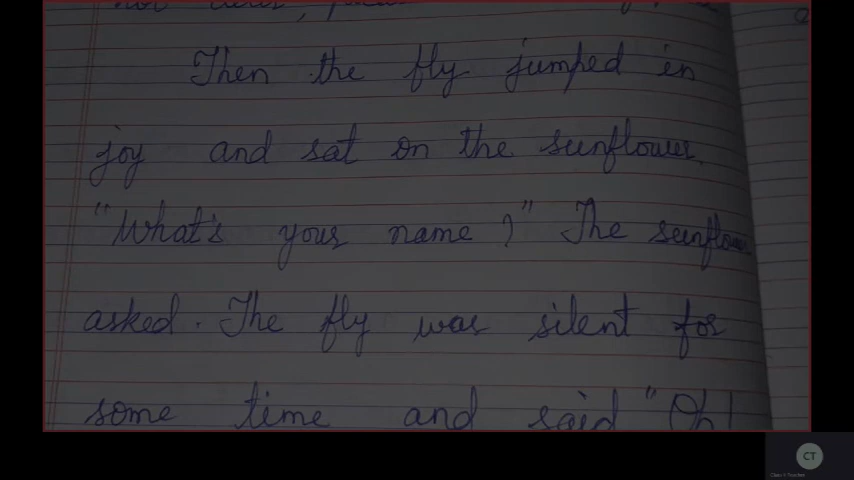 Then the fly jumped in
joy and sat on the sunflower.
"What's your name?" The sunflower
asked. The fly was silent for
some time and said "Oh!
CT